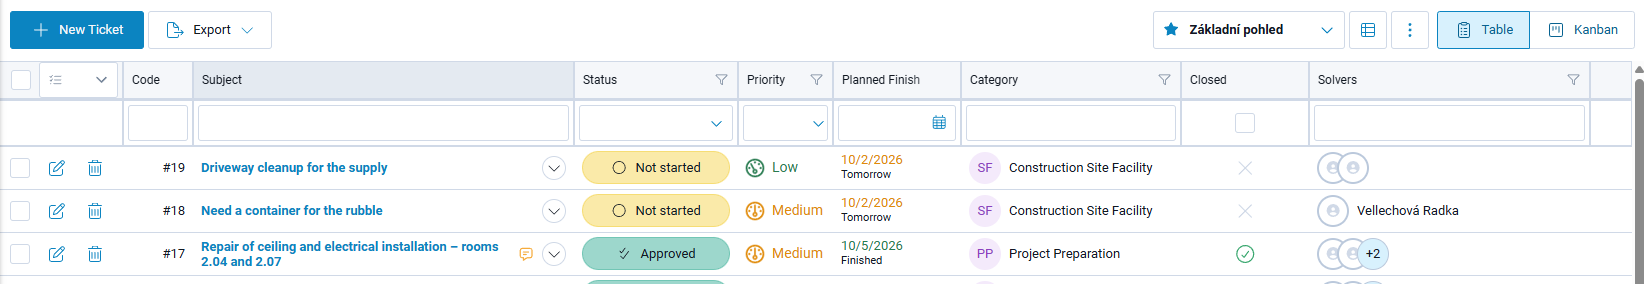 New Ticket
Export
Základní pohled
Table
Kanban
Code
Subject
Status
Priority
Planned Finish
Category
Closed
Solvers
#19
Driveway cleanup for the supply
Not started
Low
10/2/2026
Tomorrow
SF
Construction Site Facility
#18
Need a container for the rubble
Not started
Medium
10/2/2026
Tomorrow
SF
Construction Site Facility
Vellechová Radka
#17
Repair of ceiling and electrical installation – rooms
2.04 and 2.07
Approved
Medium
10/5/2026
Finished
PP
Project Preparation
+2